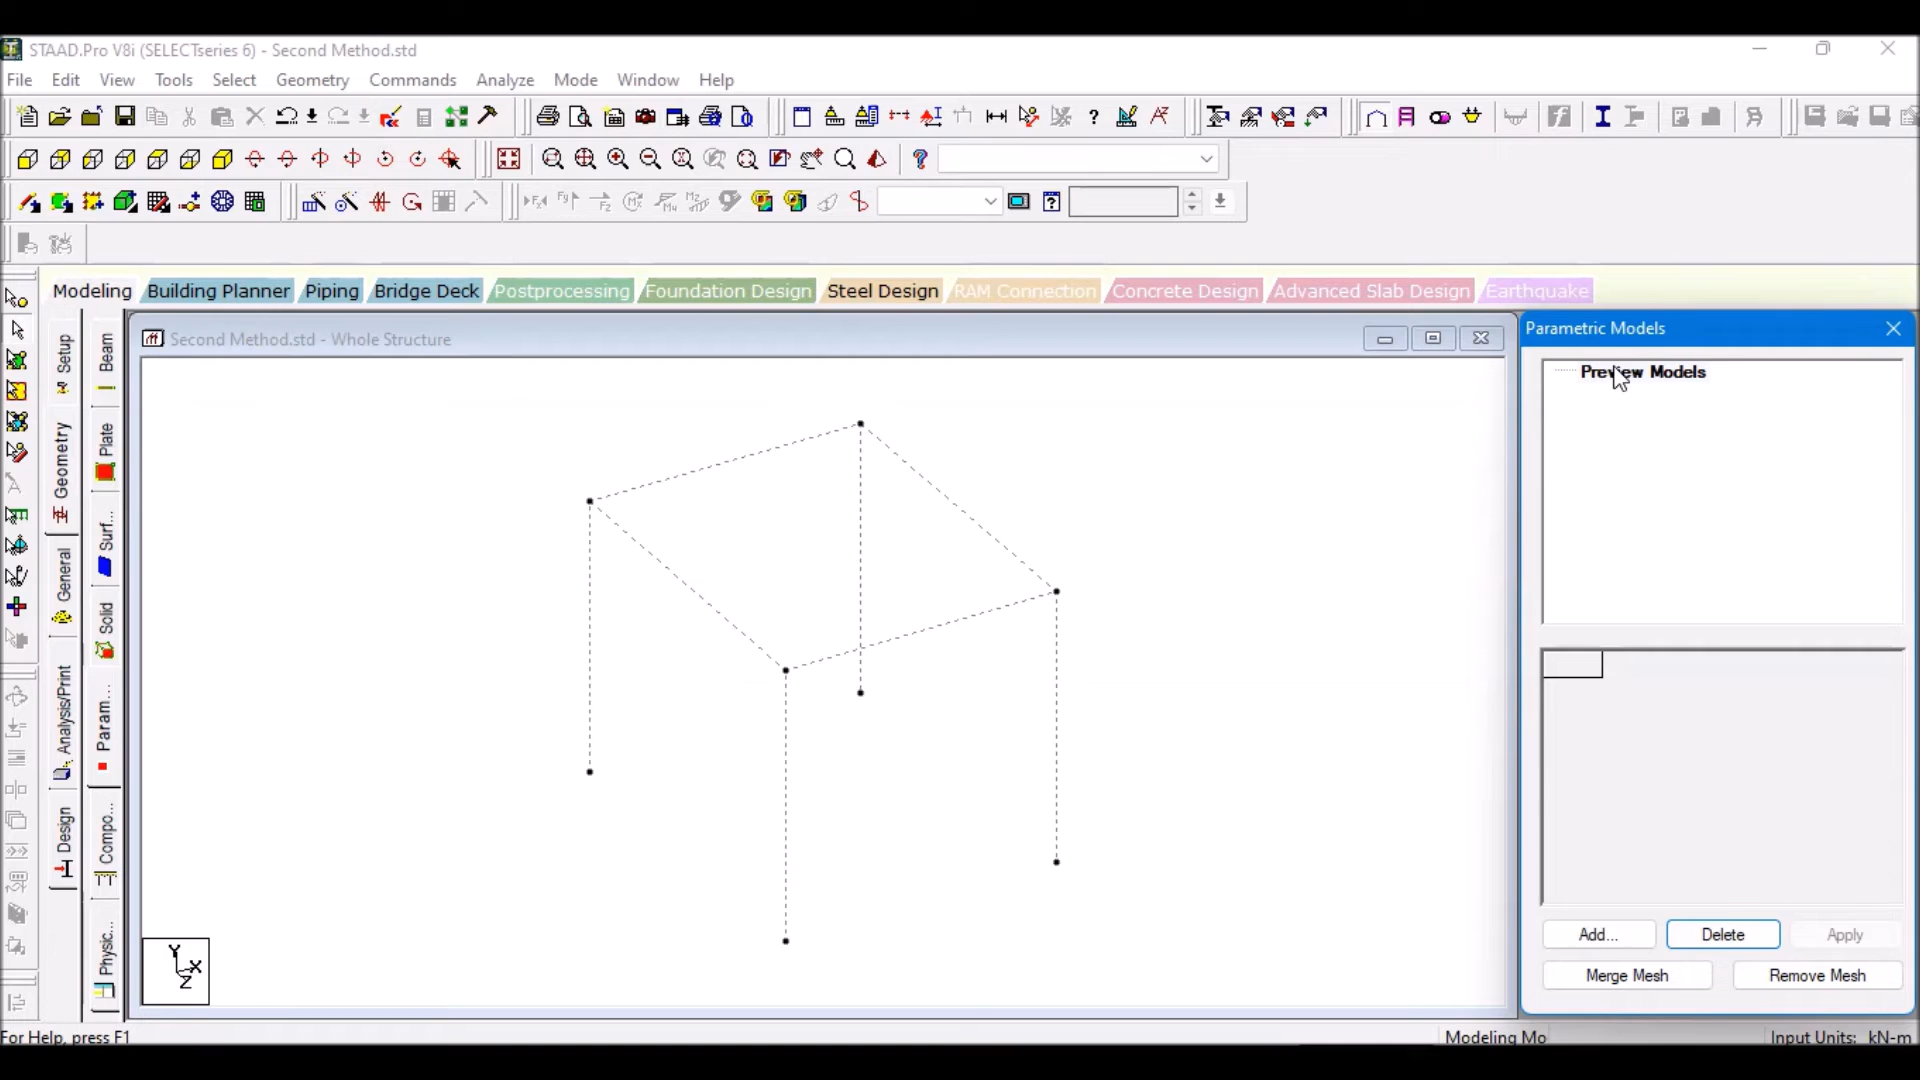 STAAD.Pro V8i (SELECTseries 6) - Second Method.std
File Edit View Tools Select Geometry Commands Analyze Mode Window Help
Modeling Building Planner Piping Bridge Deck Postprocessing Foundation Design Steel Design RAM Connection Concrete Design Advanced Slab Design Earthquake
Setup
Geometry
General
Analysis/Print
Design
Beam
Plate
Surf...
Solid
Param...
Compo...
Physic...
Second Method.std - Whole Structure
Y
X
Z
Parametric Models
Preview Models
Add... Delete Apply
Merge Mesh Remove Mesh
For Help, press F1
Modeling Mo
Input Units: kN-m